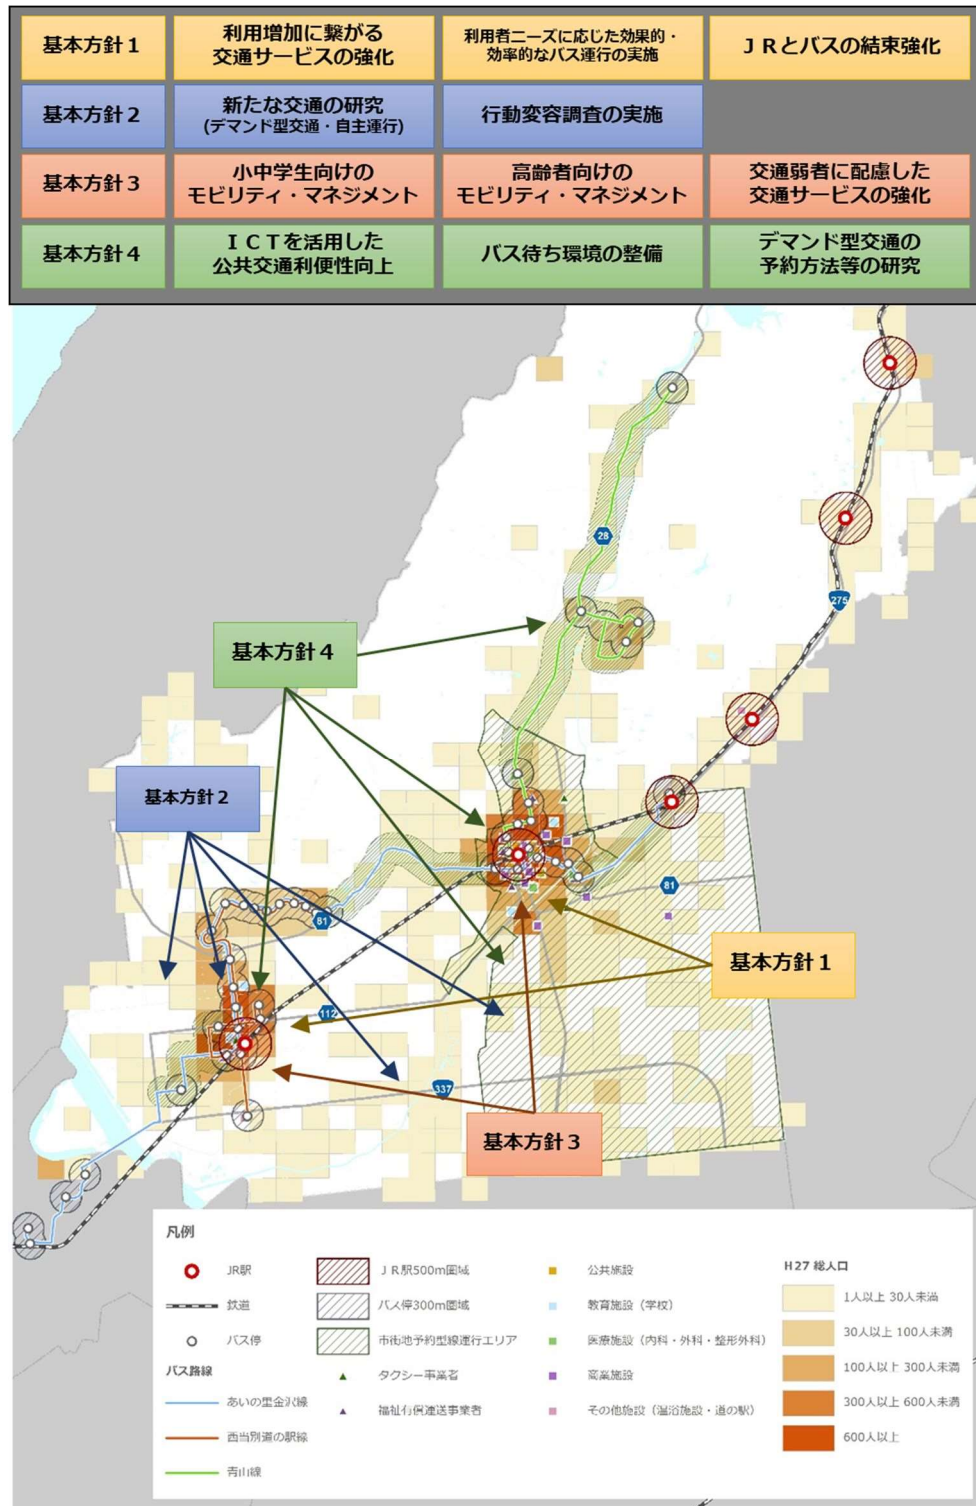 基本方針１
利用増加に繋がる
交通サービスの強化
利用者ニーズに応じた効果的・
効率的なバス運行の実施
ＪＲとバスの結束強化
基本方針２
新たな交通の研究
(デマンド型交通・自主運行)
行動変容調査の実施
基本方針３
小中学生向けの
モビリティ・マネジメント
高齢者向けの
モビリティ・マネジメント
交通弱者に配慮した
交通サービスの強化
基本方針４
ＩＣＴを活用した
公共交通利便性向上
バス待ち環境の整備
デマンド型交通の
予約方法等の研究
28
275
基本方針４
基本方針２
81
81
基本方針１
112
337
基本方針３
凡例
JR駅
鉄道
バス停
バス路線
あいの里金沢線
西当別道の駅線
青山線
ＪＲ駅500m圏域
バス停300m圏域
市街地予約型線運行エリア
タクシー事業者
福祉有償運送事業者
公共施設
教育施設（学校）
医療施設（内科・外科・整形外科）
商業施設
その他施設（温浴施設・道の駅）
H27 総人口
1人以上 30人未満
30人以上 100人未満
100人以上 300人未満
300人以上 600人未満
600人以上